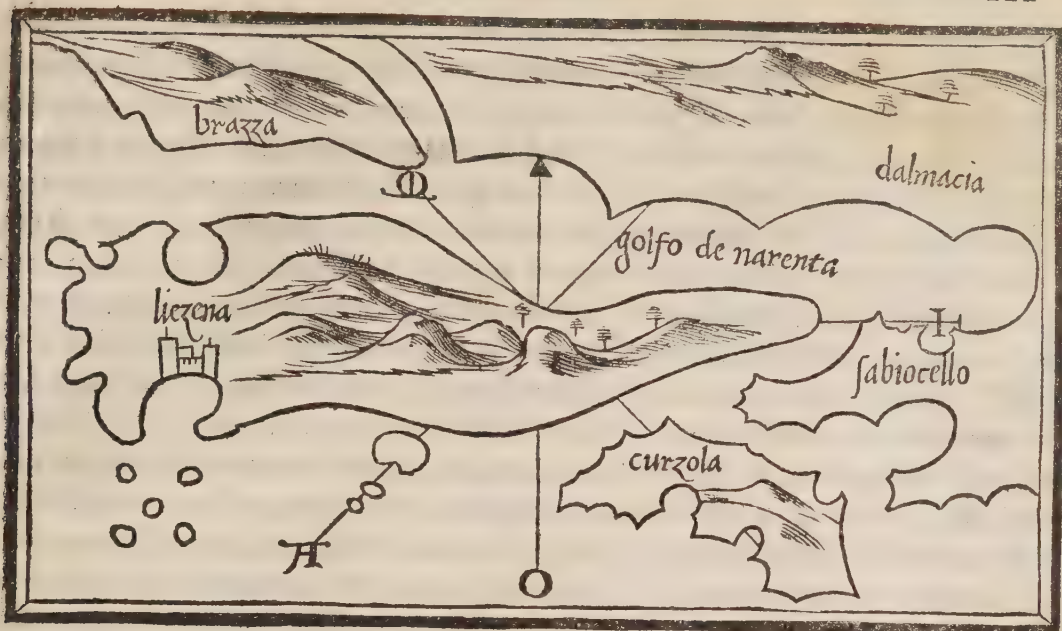 brazza
dalmacia
M
golfo de narenta
liezena
L
sabiocello
curzola
A
O